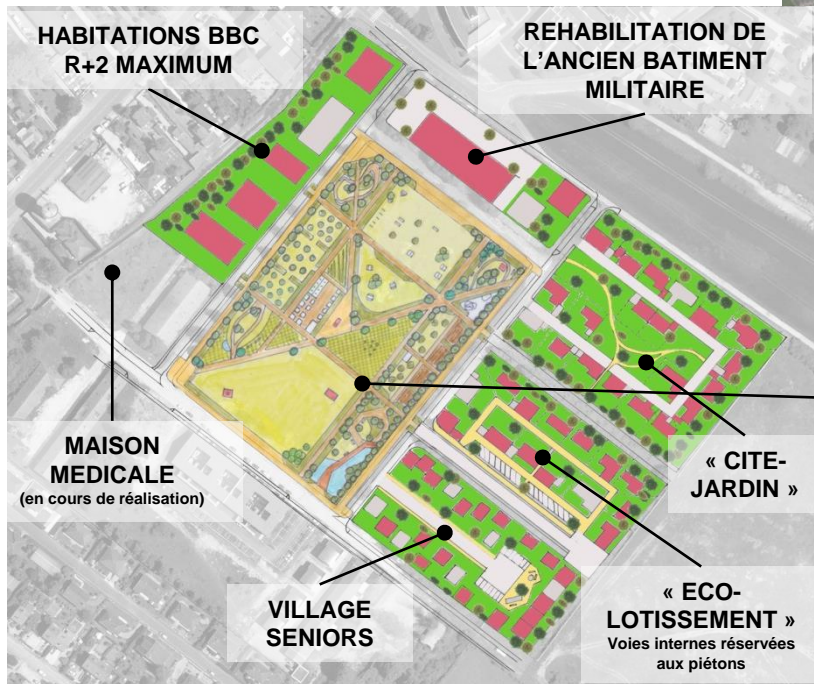 HABITATIONS BBC
R+2 MAXIMUM
REHABILITATION DE
L'ANCIEN BATIMENT
MILITAIRE
MAISON
MEDICALE
(en cours de réalisation)
« CITE-
JARDIN »
VILLAGE
SENIORS
« ECO-
LOTISSEMENT »
Voies internes réservées
aux piétons